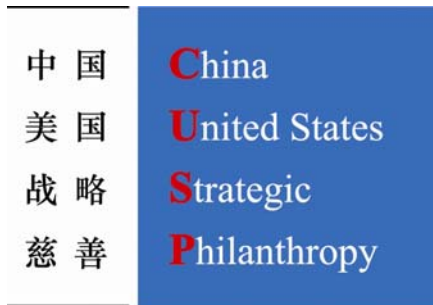 中国
美国
战略
慈善
China
United States
Strategic
Philanthropy